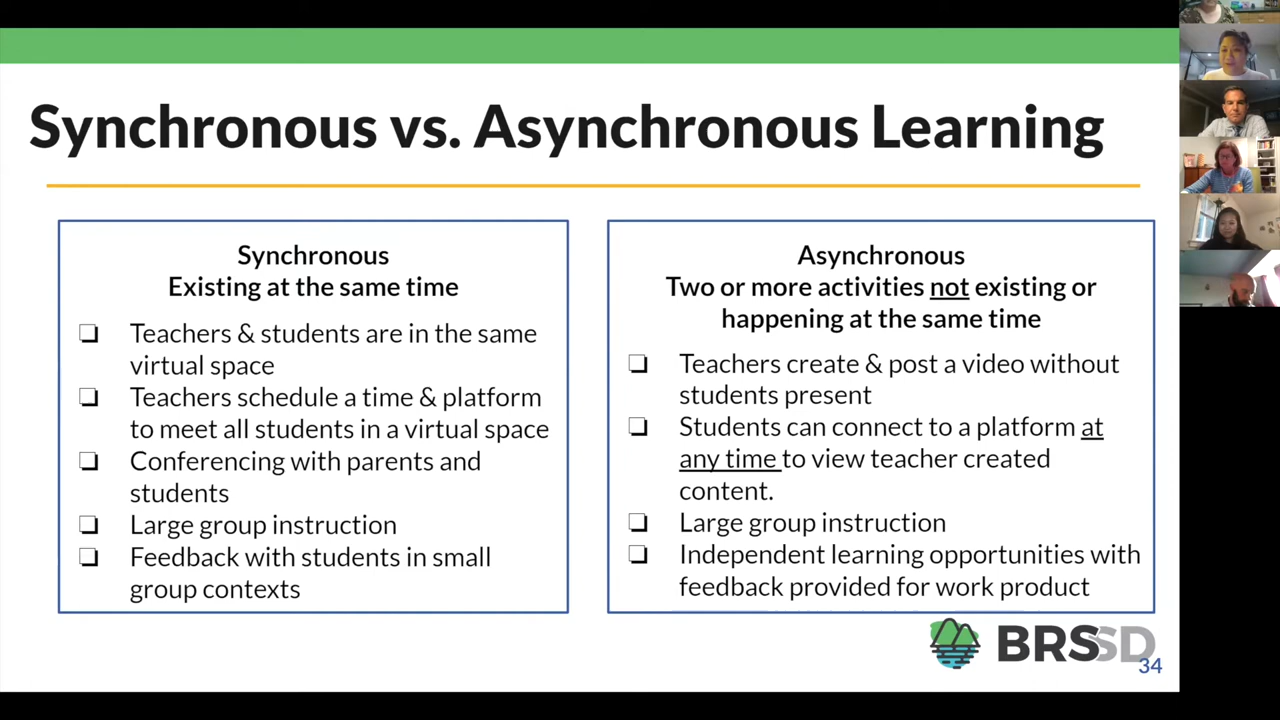 Synchronous vs. Asynchronous Learning
Synchronous
Existing at the same time
Teachers & students are in the same
virtual space
Teachers schedule a time & platform
to meet all students in a virtual space
Conferencing with parents and
students
Large group instruction
Feedback with students in small
group contexts
Asynchronous
Two or more activities not existing or
happening at the same time
Teachers create & post a video without
students present
Students can connect to a platform at
any time to view teacher created
content.
Large group instruction
Independent learning opportunities with
feedback provided for work product
BRSSD
34